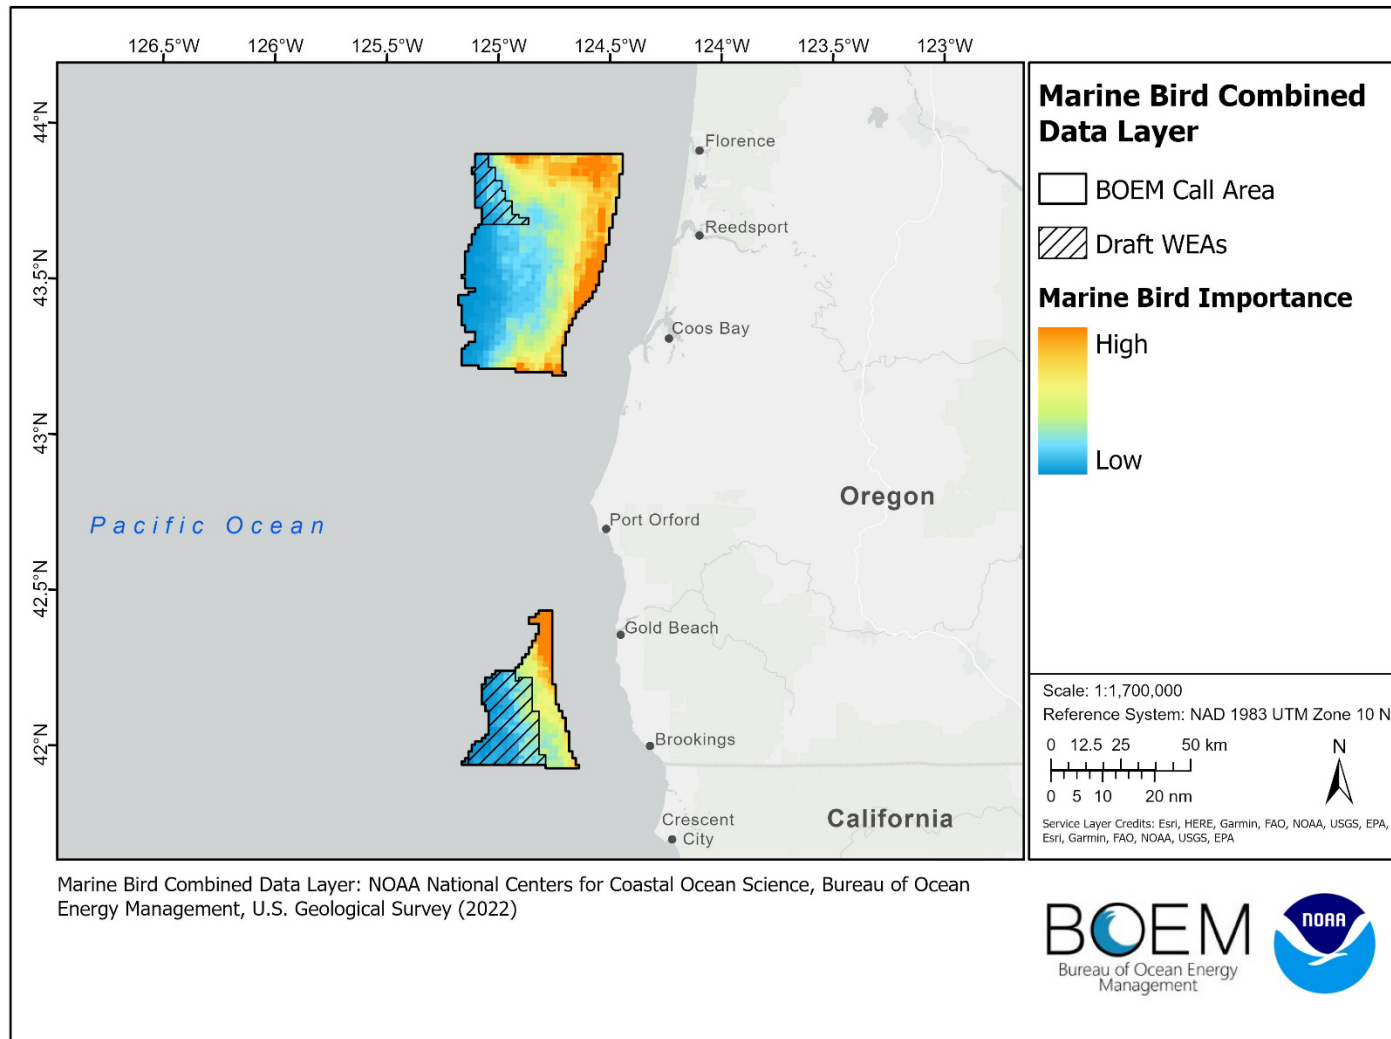 126.5°W 126°W 125.5°W 125°W 124.5°W 124°W 123.5°W 123°W
44°N
43.5°N
43°N
42.5°N
42°N
Florence
Reedsport
Coos Bay
Oregon
Port Orford
Pacific Ocean
Gold Beach
Brookings
Crescent
City
California
Marine Bird Combined
Data Layer
BOEM Call Area
Draft WEAs
Marine Bird Importance
High
Low
Scale: 1:1,700,000
Reference System: NAD 1983 UTM Zone 10 N
0 12.5 25 50 km
N
0 5 10 20 nm
Service Layer Credits: Esri, HERE, Garmin, FAO, NOAA, USGS, EPA,
Esri, Garmin, FAO, NOAA, USGS, EPA
Marine Bird Combined Data Layer: NOAA National Centers for Coastal Ocean Science, Bureau of Ocean
Energy Management, U.S. Geological Survey (2022)
BOEM
Bureau of Ocean Energy
Management
NOAA